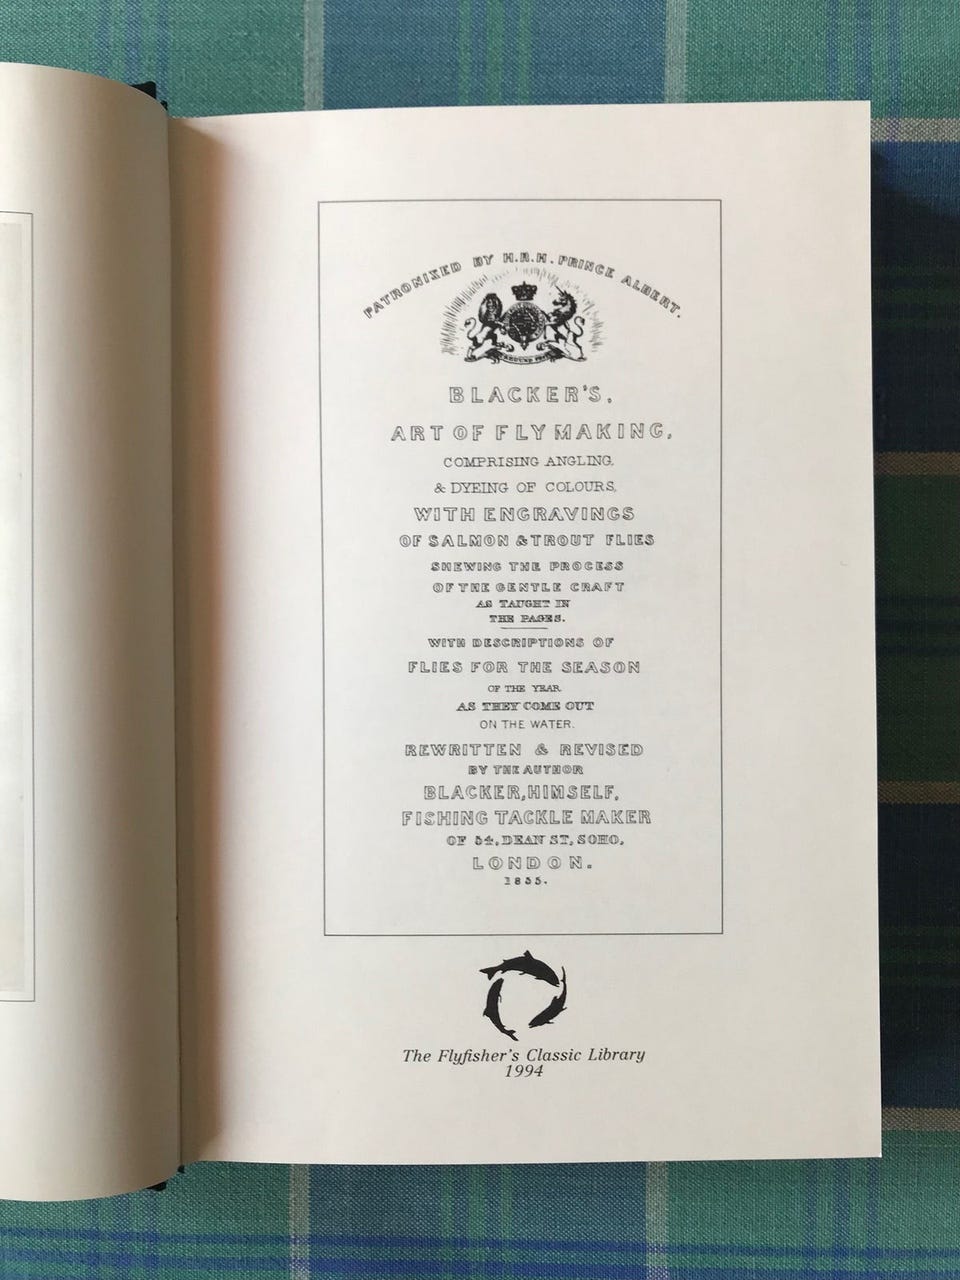 PATRONIZED BY H.R.H. PRINCE ALBERT.
BLACKER'S,
ART OF FLY MAKING,
COMPRISING ANGLING,
& DYEING OF COLOURS,
WITH ENGRAVINGS
OF SALMON & TROUT FLIES
SHEWING THE PROCESS
OF THE GENTLE CRAFT
AS TAUGHT IN
THE PAGES.
WITH DESCRIPTIONS OF
FLIES FOR THE SEASON
OF THE YEAR
AS THEY COME OUT
ON THE WATER.
REWRITTEN & REVISED
BY THE AUTHOR
BLACKER, HIMSELF,
FISHING TACKLE MAKER
OF 54, DEAN ST, SOHO,
LONDON.
1855.
The Flyfisher's Classic Library
1994